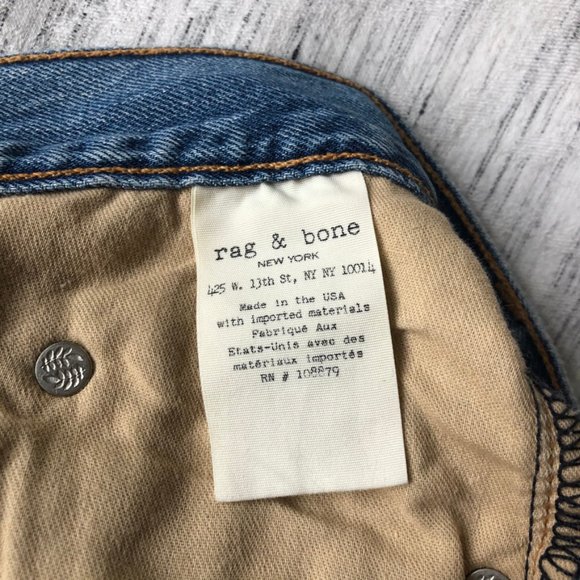 rag & bone
NEW YORK
425 W. 13th St, NY NY 10014
Made in the USA
with imported materials
Fabriqué Aux
Etats-Unis avec des
matériaux importés
RN # 108879